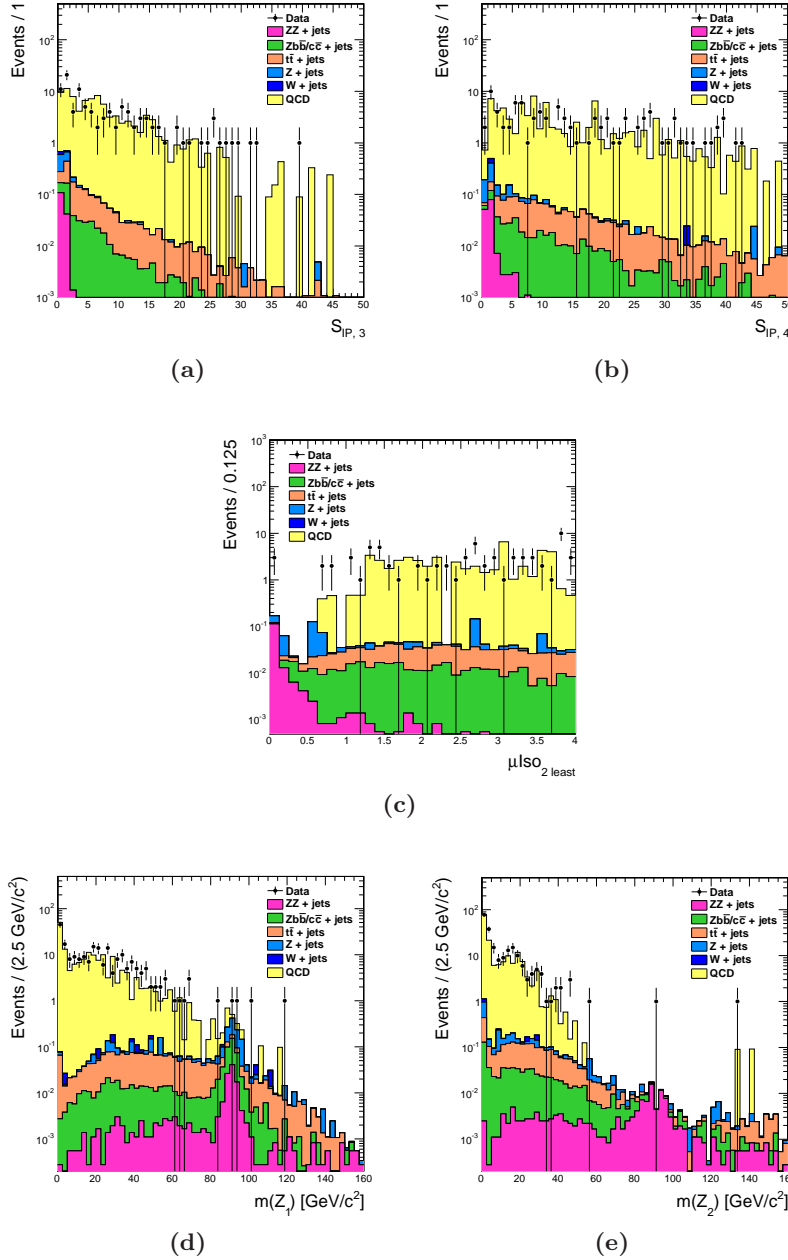 Events / 1
10²
10
1
10⁻¹
10⁻²
10⁻³
Data
ZZ + jets
Zbb̄/cc̄ + jets
tt̄ + jets
Z + jets
W + jets
QCD
0 5 10 15 20 25 30 35 40 45 50
S_IP, 3
(a)
Events / 1
10²
10
1
10⁻¹
10⁻²
10⁻³
Data
ZZ + jets
Zbb̄/cc̄ + jets
tt̄ + jets
Z + jets
W + jets
QCD
0 5 10 15 20 25 30 35 40 45 50
S_IP, 4
(b)
Events / 0.125
10³
10²
10
1
10⁻¹
10⁻²
10⁻³
Data
ZZ + jets
Zbb̄/cc̄ + jets
tt̄ + jets
Z + jets
W + jets
QCD
0 0.5 1 1.5 2 2.5 3 3.5 4
μIso_2 least
(c)
Events / (2.5 GeV/c²)
10²
10
1
10⁻¹
10⁻²
10⁻³
Data
ZZ + jets
Zbb̄/cc̄ + jets
tt̄ + jets
Z + jets
W + jets
QCD
0 20 40 60 80 100 120 140 160
m(Z₁) [GeV/c²]
(d)
Events / (2.5 GeV/c²)
10²
10
1
10⁻¹
10⁻²
10⁻³
Data
ZZ + jets
Zbb̄/cc̄ + jets
tt̄ + jets
Z + jets
W + jets
QCD
0 20 40 60 80 100 120 140 160
m(Z₂) [GeV/c²]
(e)